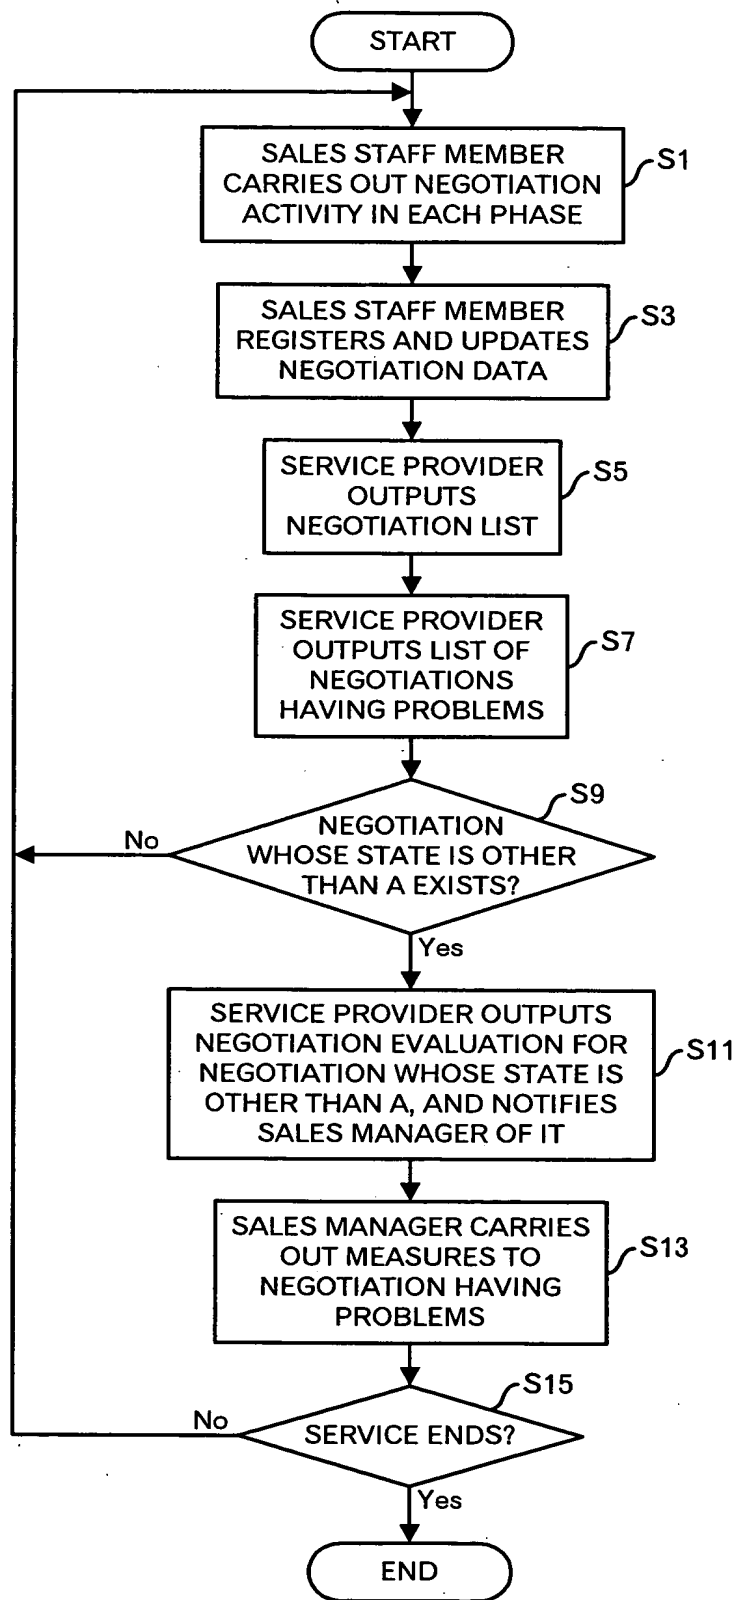 START
SALES STAFF MEMBER
CARRIES OUT NEGOTIATION
ACTIVITY IN EACH PHASE
S1
SALES STAFF MEMBER
REGISTERS AND UPDATES
NEGOTIATION DATA
S3
SERVICE PROVIDER
OUTPUTS
NEGOTIATION LIST
S5
SERVICE PROVIDER
OUTPUTS LIST OF
NEGOTIATIONS
HAVING PROBLEMS
S7
NEGOTIATION
WHOSE STATE IS OTHER
THAN A EXISTS?
S9
No
Yes
SERVICE PROVIDER OUTPUTS
NEGOTIATION EVALUATION FOR
NEGOTIATION WHOSE STATE IS
OTHER THAN A, AND NOTIFIES
SALES MANAGER OF IT
S11
SALES MANAGER CARRIES
OUT MEASURES TO
NEGOTIATION HAVING
PROBLEMS
S13
SERVICE ENDS?
S15
No
Yes
END